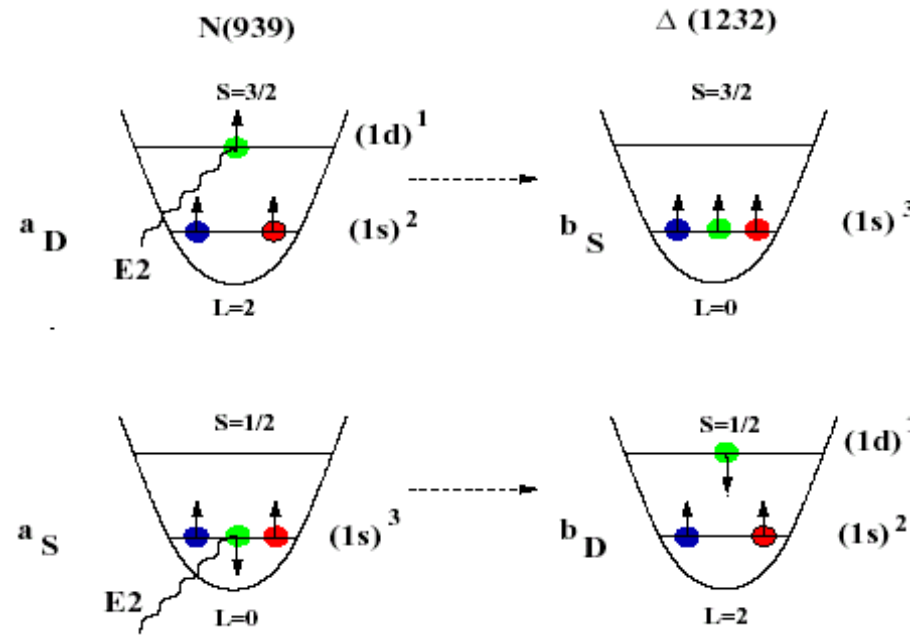 N(939) Δ (1232)
S=3/2 S=3/2
(1d) 1
a D (1s) 2 b S (1s) 3
E2
L=2 L=0
S=1/2 S=1/2
(1d)
a S (1s) 3 b D (1s) 2
E2
L=0 L=2